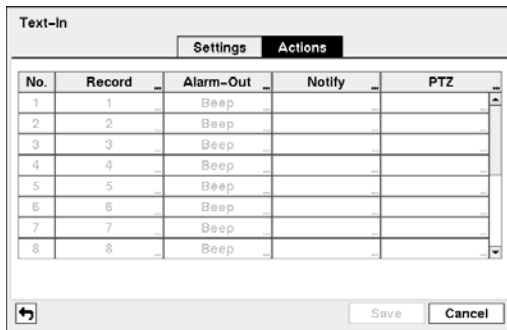 Text-In
Settings Actions
No. Record ... Alarm-Out ... Notify ... PTZ ...
1 1 ... Beep ... ... ...
2 2 ... Beep ... ... ...
3 3 ... Beep ... ... ...
4 4 ... Beep ... ... ...
5 5 ... Beep ... ... ...
6 6 ... Beep ... ... ...
7 7 ... Beep ... ... ...
8 8 ... Beep ... ... ...
Save Cancel